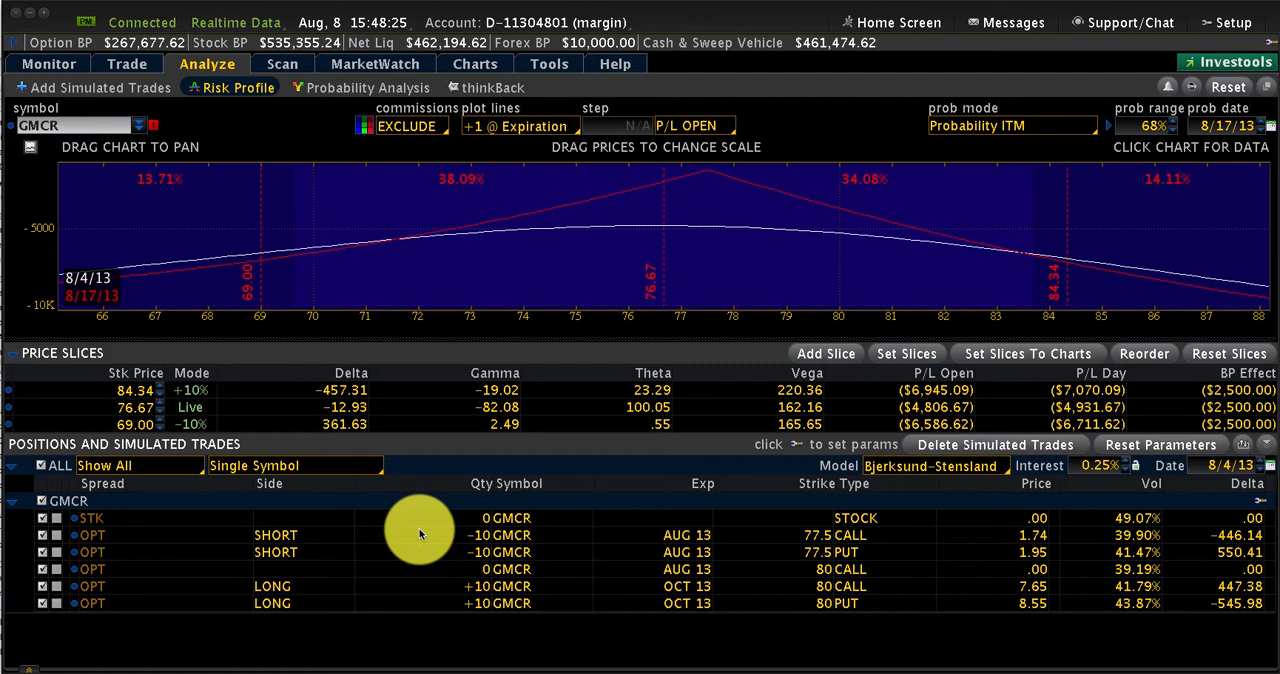 Connected Realtime Data Aug, 8 15:48:25 Account: D-11304801 (margin) Home Screen Messages Support/Chat Setup
Option BP $267,677.62 Stock BP $535,355.24 Net Liq $462,194.62 Forex BP $10,000.00 Cash & Sweep Vehicle $461,474.62
Monitor Trade Analyze Scan MarketWatch Charts Tools Help Investools
Add Simulated Trades Risk Profile Probability Analysis thinkBack Reset
symbol commissions plot lines step prob mode prob range prob date
GMCR EXCLUDE +1 @ Expiration N/A P/L OPEN Probability ITM 68% 8/17/13
DRAG CHART TO PAN DRAG PRICES TO CHANGE SCALE CLICK CHART FOR DATA
13.71% 38.09% 34.08% 14.11%
-5000
8/4/13
8/17/13
69.00 76.67 84.34
-10K
66 67 68 69 70 71 72 73 74 75 76 77 78 79 80 81 82 83 84 85 86 87 88
PRICE SLICES Add Slice Set Slices Set Slices To Charts Reorder Reset Slices
Stk Price Mode Delta Gamma Theta Vega P/L Open P/L Day BP Effect
84.34 +10% -457.31 -19.02 23.29 220.36 ($6,945.09) ($7,070.09) ($2,500.00)
76.67 Live -12.93 -82.08 100.05 162.16 ($4,806.67) ($4,931.67) ($2,500.00)
69.00 -10% 361.63 2.49 .55 165.65 ($6,586.62) ($6,711.62) ($2,500.00)
POSITIONS AND SIMULATED TRADES click to set params Delete Simulated Trades Reset Parameters
ALL Show All Single Symbol Model Bjerksund-Stensland Interest 0.25% Date 8/4/13
Spread Side Qty Symbol Exp Strike Type Price Vol Delta
GMCR
STK 0 GMCR STOCK .00 49.07% .00
OPT SHORT -10 GMCR AUG 13 77.5 CALL 1.74 39.90% -446.14
OPT SHORT -10 GMCR AUG 13 77.5 PUT 1.95 41.47% 550.41
OPT 0 GMCR AUG 13 80 CALL .00 39.19% .00
OPT LONG +10 GMCR OCT 13 80 CALL 7.65 41.79% 447.38
OPT LONG +10 GMCR OCT 13 80 PUT 8.55 43.87% -545.98